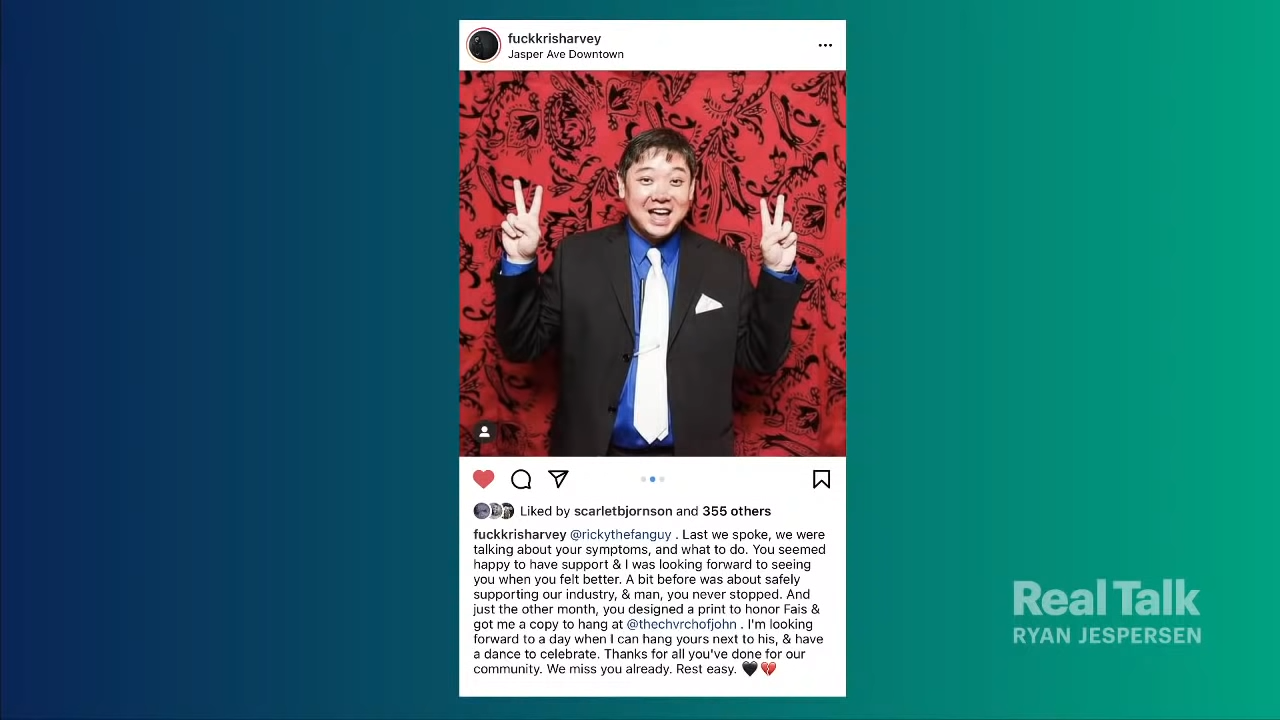 fuckkrisharvey
Jasper Ave Downtown
Liked by scarletbjornson and 355 others
fuckkrisharvey @rickythefanguy . Last we spoke, we were
talking about your symptoms, and what to do. You seemed
happy to have support & I was looking forward to seeing
you when you felt better. A bit before was about safely
supporting our industry, & man, you never stopped. And
just the other month, you designed a print to honor Fais &
got me a copy to hang at @thechvrchofjohn . I'm looking
forward to a day when I can hang yours next to his, & have
a dance to celebrate. Thanks for all you've done for our
community. We miss you already. Rest easy. 🖤💔
Real Talk
RYAN JESPERSEN